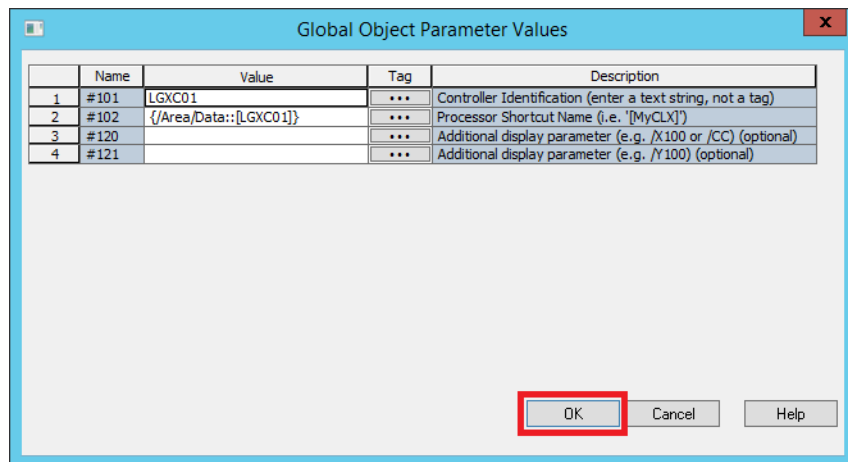 Global Object Parameter Values
x
Name Value Tag Description
1 #101 LGXC01 ••• Controller Identification (enter a text string, not a tag)
2 #102 {/Area/Data::[LGXC01]} ••• Processor Shortcut Name (i.e. '[MyCLX]')
3 #120 ••• Additional display parameter (e.g. /X100 or /CC) (optional)
4 #121 ••• Additional display parameter (e.g. /Y100) (optional)
OK Cancel Help